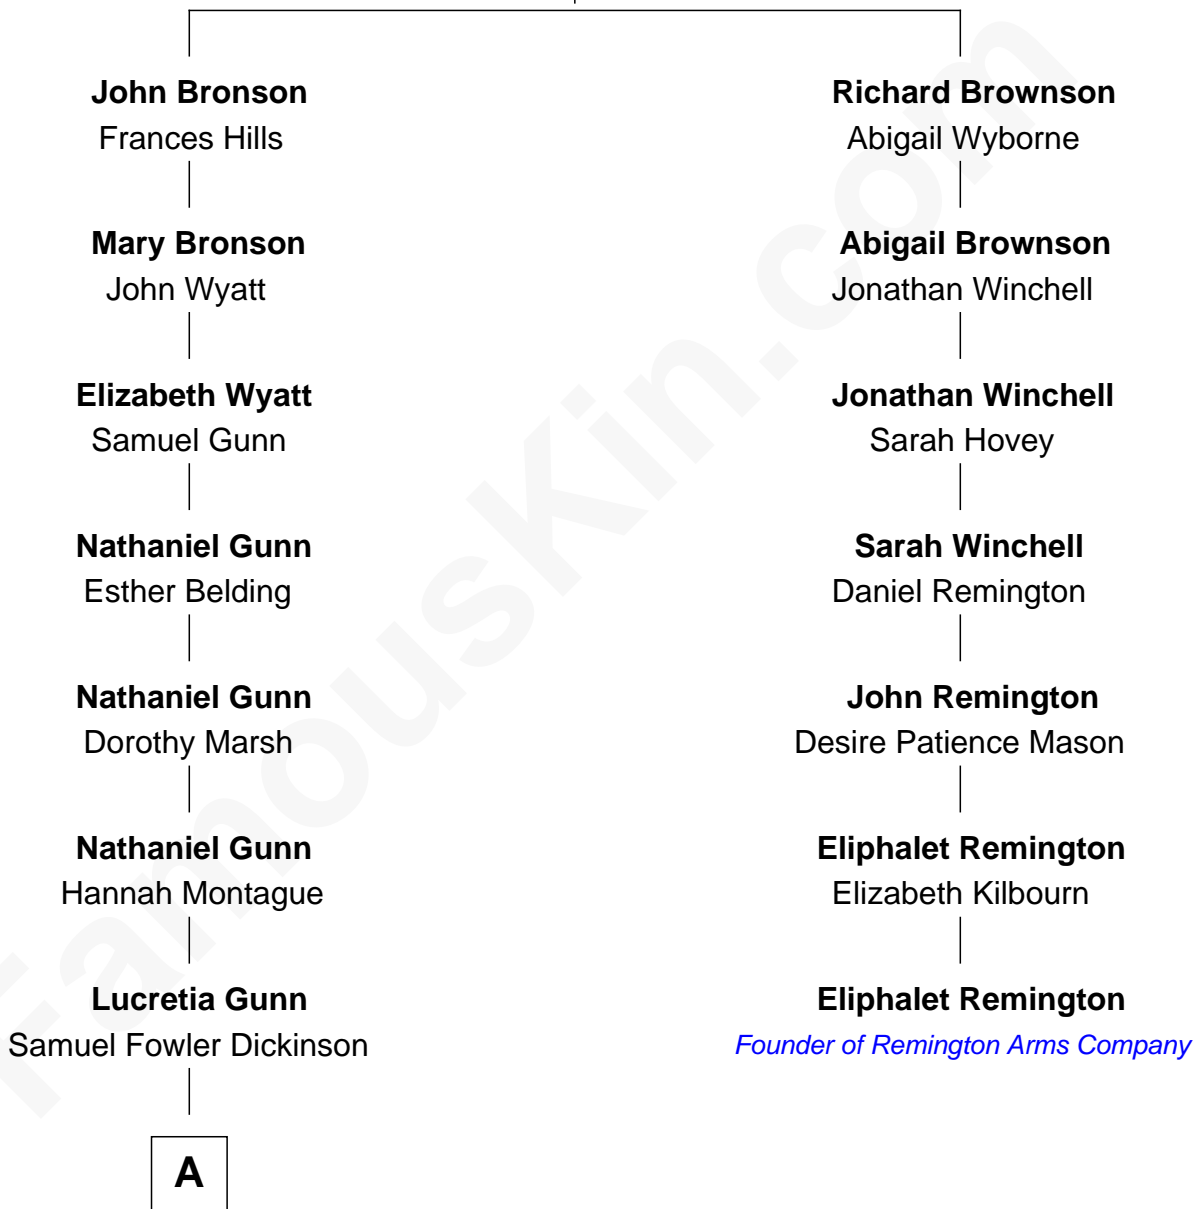 John Bronson
Frances Hills
Mary Bronson
John Wyatt
Elizabeth Wyatt
Samuel Gunn
Nathaniel Gunn
Esther Belding
Nathaniel Gunn
Dorothy Marsh
Nathaniel Gunn
Hannah Montague
Lucretia Gunn
Samuel Fowler Dickinson
A
Richard Brownson
Abigail Wyborne
Abigail Brownson
Jonathan Winchell
Jonathan Winchell
Sarah Hovey
Sarah Winchell
Daniel Remington
John Remington
Desire Patience Mason
Eliphalet Remington
Elizabeth Kilbourn
Eliphalet Remington
Founder of Remington Arms Company
FamousKin.com